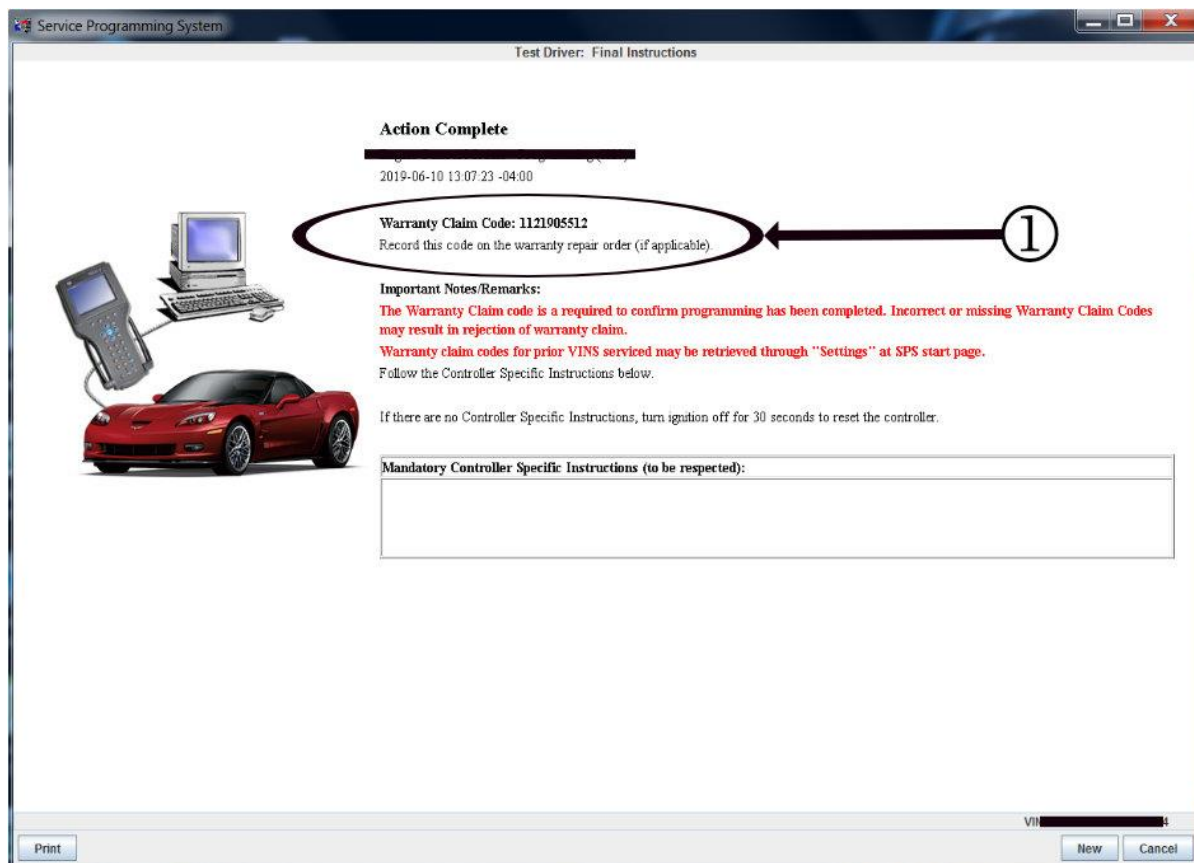 Service Programming System
Test Driver: Final Instructions
Action Complete
2019-06-10 13:07:23 -04:00
Warranty Claim Code: 1121905512
Record this code on the warranty repair order (if applicable).
1
Important Notes/Remarks:
The Warranty Claim code is a required to confirm programming has been completed. Incorrect or missing Warranty Claim Codes
may result in rejection of warranty claim.
Warranty claim codes for prior VINS serviced may be retrieved through "Settings" at SPS start page.
Follow the Controller Specific Instructions below.
If there are no Controller Specific Instructions, turn ignition off for 30 seconds to reset the controller.
Mandatory Controller Specific Instructions (to be respected):
4
Print
New
Cancel